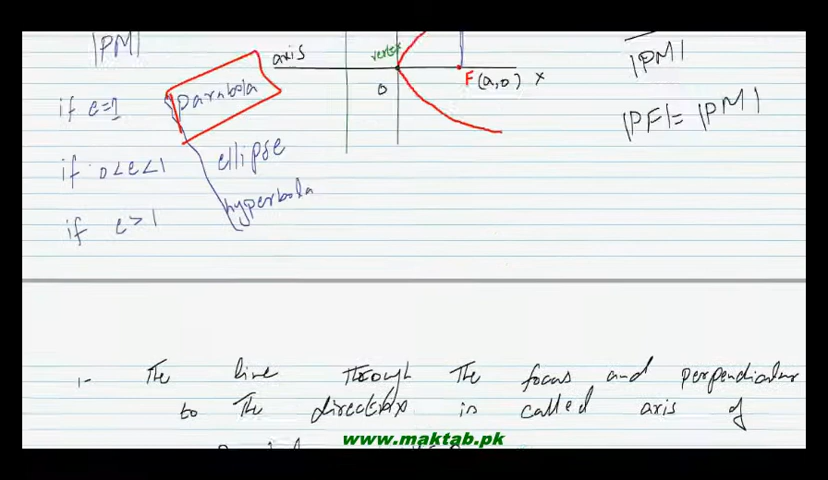 |PM|
if e=1 parabola
if 0<e<1 ellipse
if e>1 hyperbola
axis
vertex
0
F(a,0) x
|PM|
|PF|= |PM|
1- The line through the focus and perpendicular
to the directrix is called axis of
www.maktab.pk